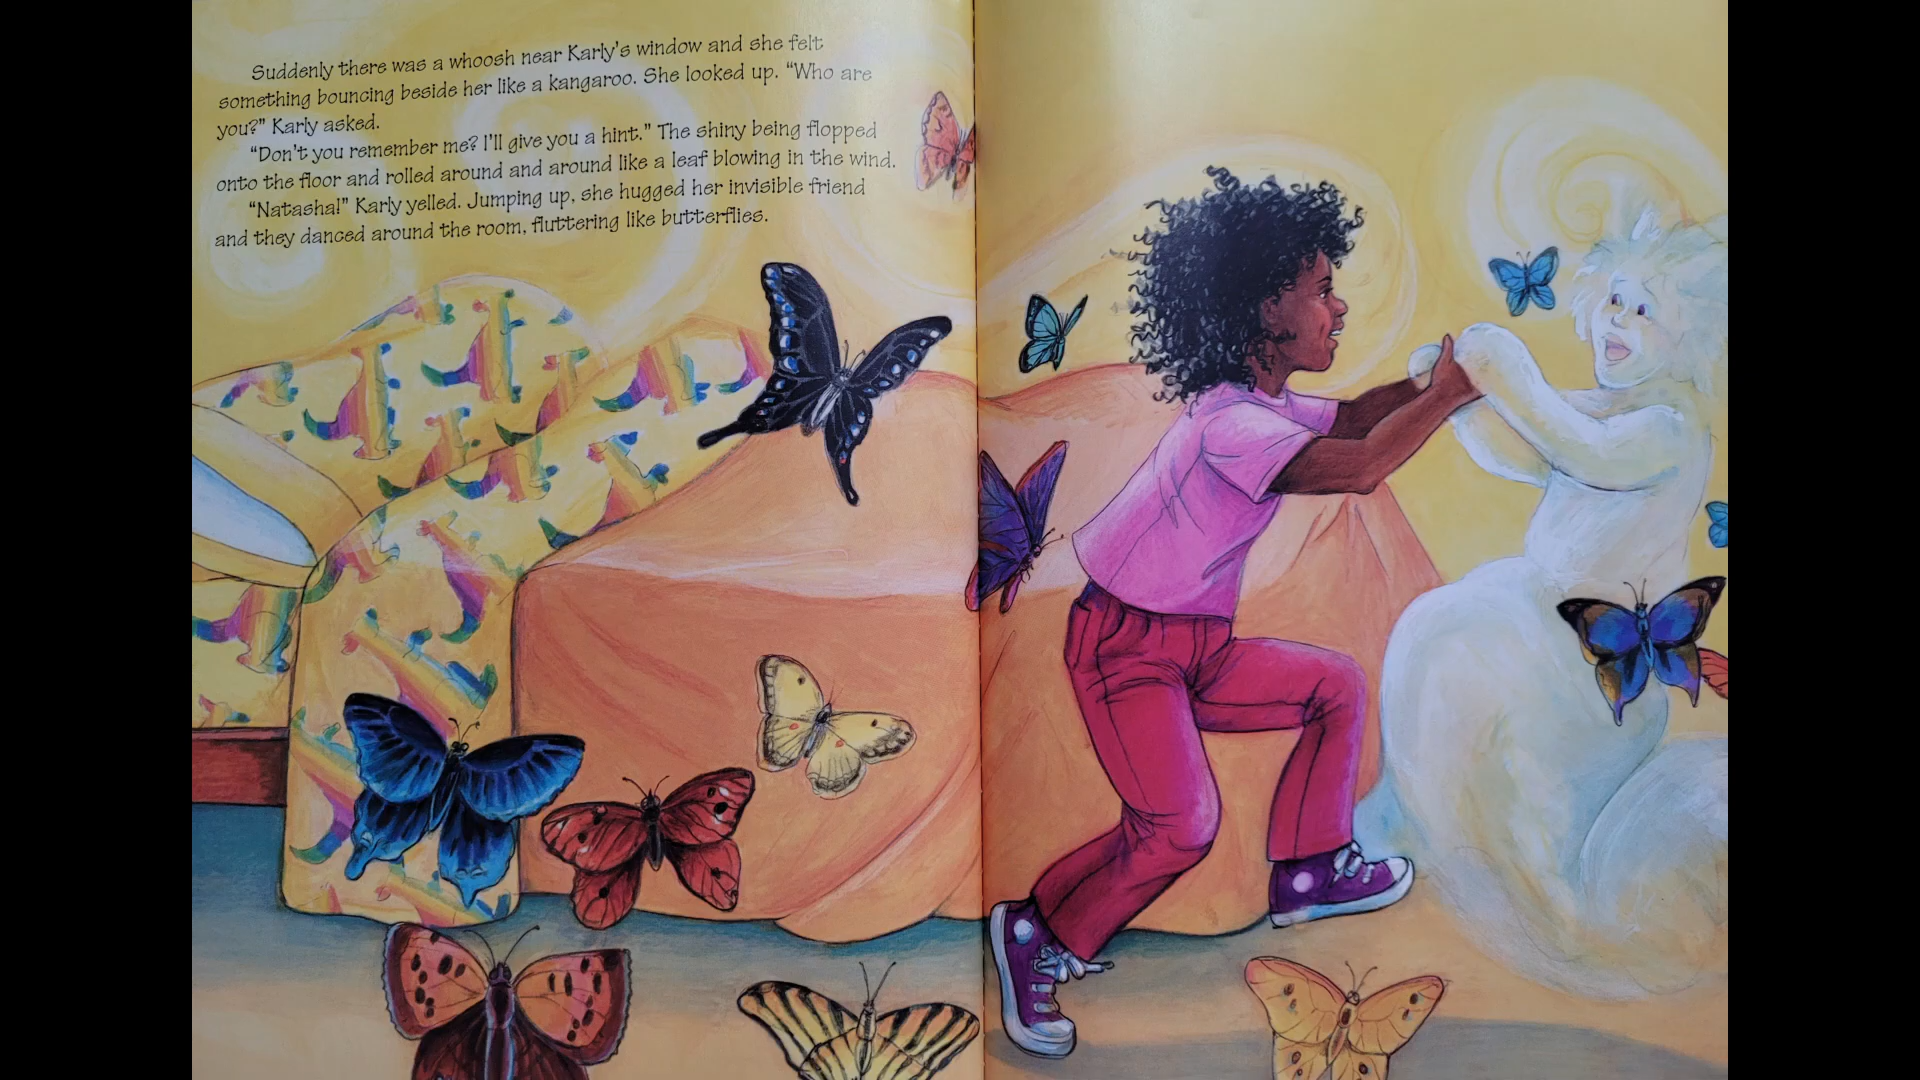 Suddenly there was a whoosh near Karly's window and she felt
something bouncing beside her like a kangaroo. She looked up. "Who are
you?" Karly asked.
"Don't you remember me? I'll give you a hint." The shiny being flopped
onto the floor and rolled around and around like a leaf blowing in the wind.
"Natasha!" Karly yelled. Jumping up, she hugged her invisible friend
and they danced around the room, fluttering like butterflies.